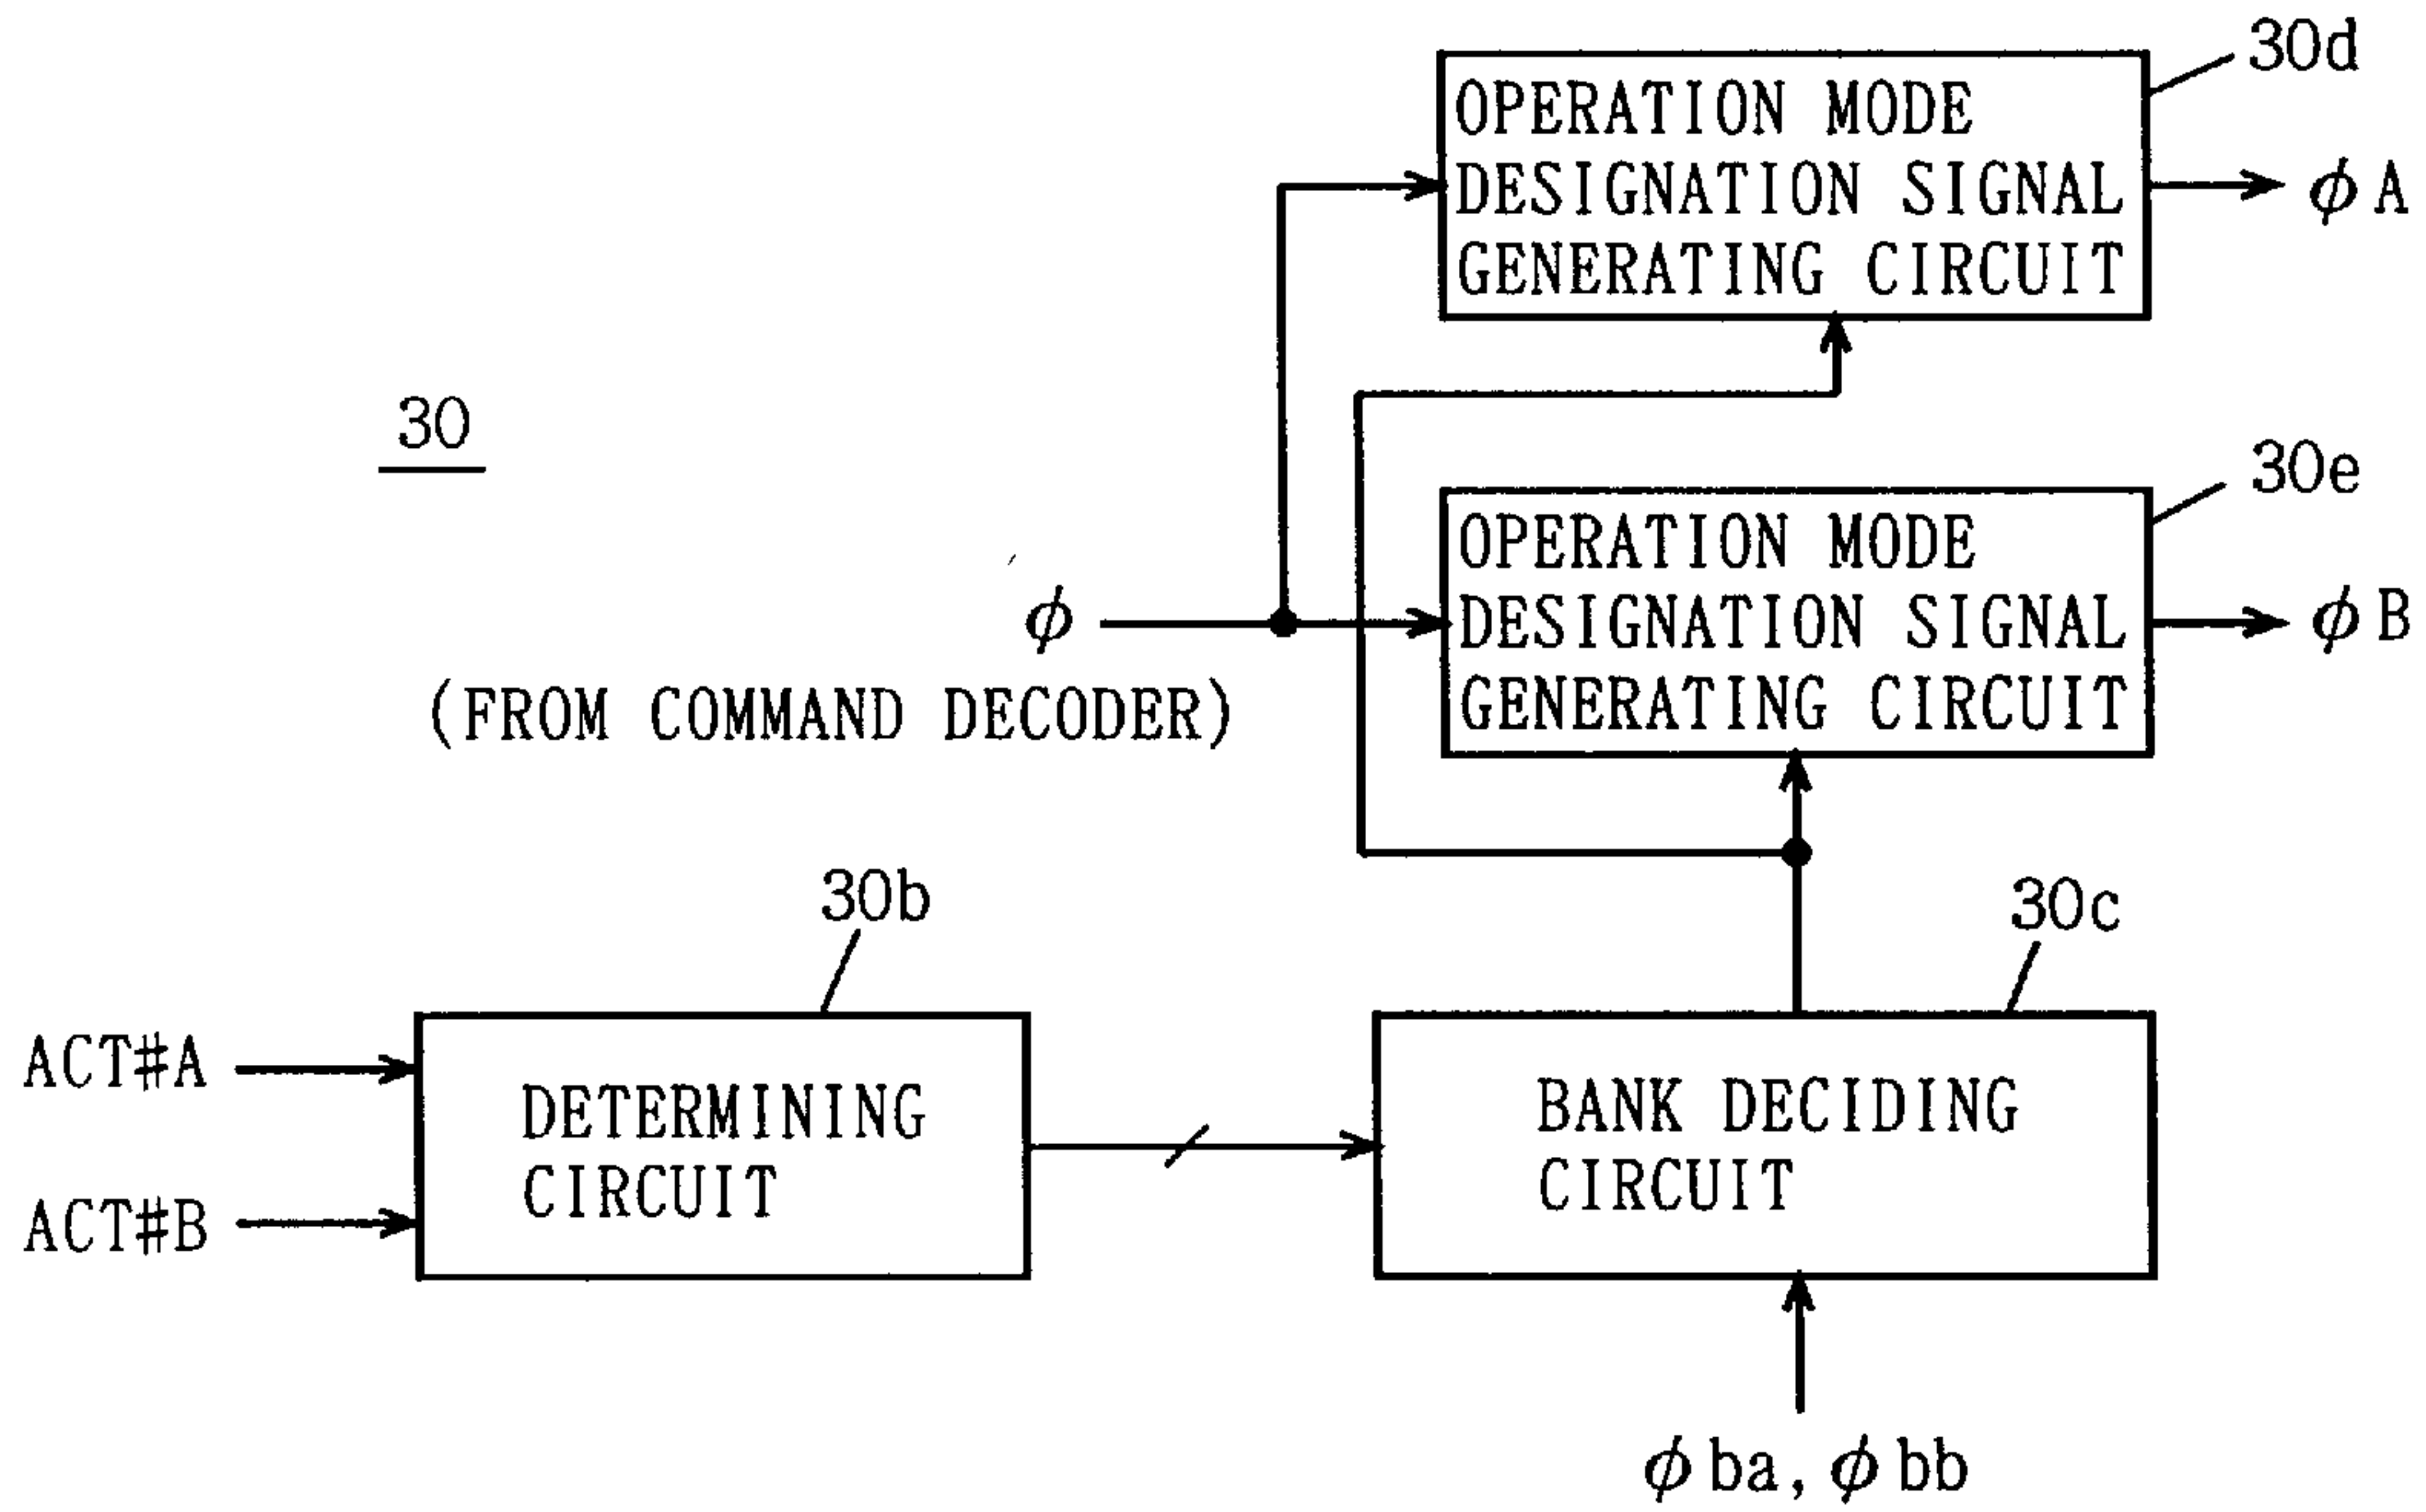 30d
OPERATION MODE
DESIGNATION SIGNAL
GENERATING CIRCUIT
ϕA
30
30e
OPERATION MODE
DESIGNATION SIGNAL
GENERATING CIRCUIT
ϕB
ϕ
(FROM COMMAND DECODER)
30b
30c
ACT#A
ACT#B
DETERMINING
CIRCUIT
BANK DECIDING
CIRCUIT
ϕba, ϕbb